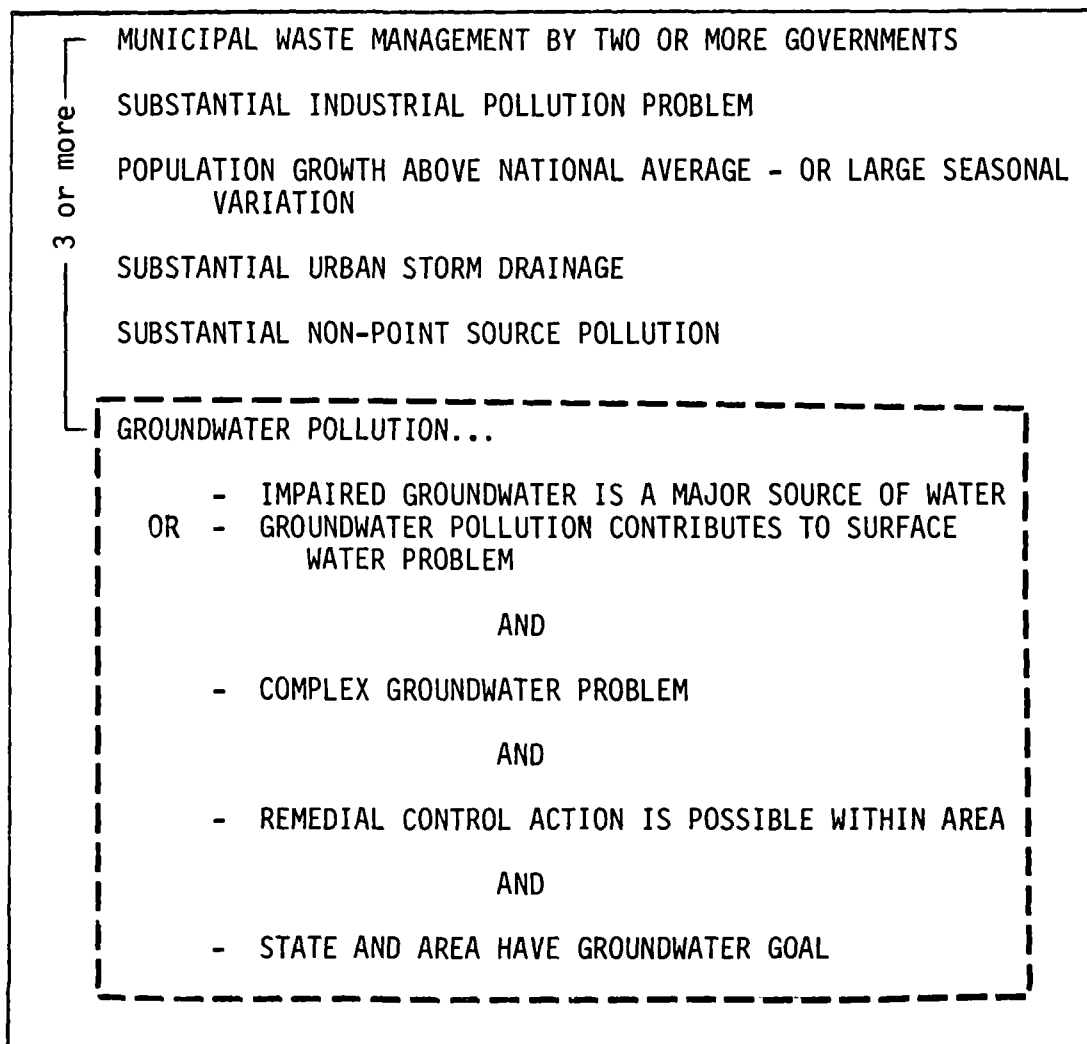 MUNICIPAL WASTE MANAGEMENT BY TWO OR MORE GOVERNMENTS
SUBSTANTIAL INDUSTRIAL POLLUTION PROBLEM
3 or more
POPULATION GROWTH ABOVE NATIONAL AVERAGE - OR LARGE SEASONAL
VARIATION
SUBSTANTIAL URBAN STORM DRAINAGE
SUBSTANTIAL NON-POINT SOURCE POLLUTION
GROUNDWATER POLLUTION...
- IMPAIRED GROUNDWATER IS A MAJOR SOURCE OF WATER
OR - GROUNDWATER POLLUTION CONTRIBUTES TO SURFACE
WATER PROBLEM
AND
- COMPLEX GROUNDWATER PROBLEM
AND
- REMEDIAL CONTROL ACTION IS POSSIBLE WITHIN AREA
AND
- STATE AND AREA HAVE GROUNDWATER GOAL